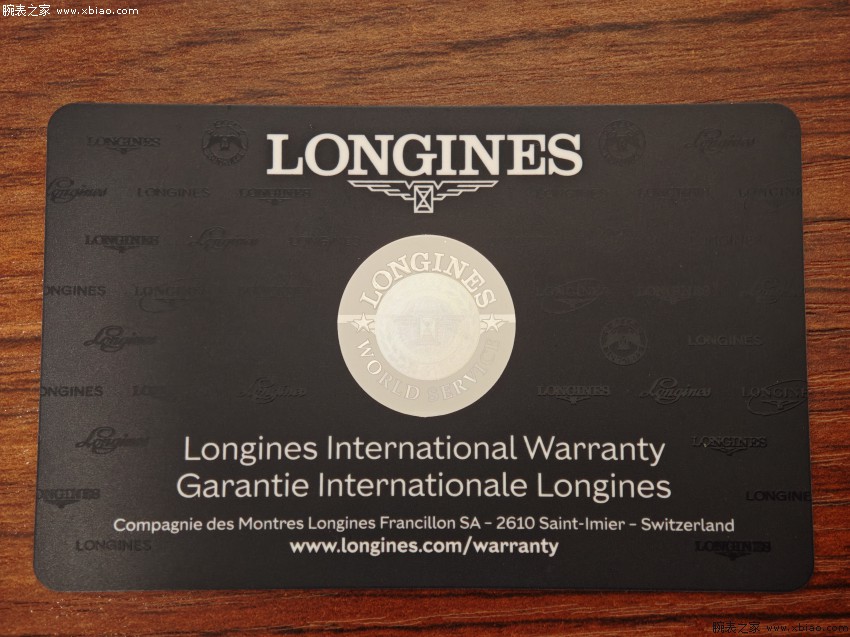 腕表之家 www.xbiao.com
LONGINES
LONGINES
WORLD SERVICE
Longines International Warranty
Garantie Internationale Longines
Compagnie des Montres Longines Francillon SA – 2610 Saint-Imier – Switzerland
www.longines.com/warranty
腕表之家 www.xbiao.com